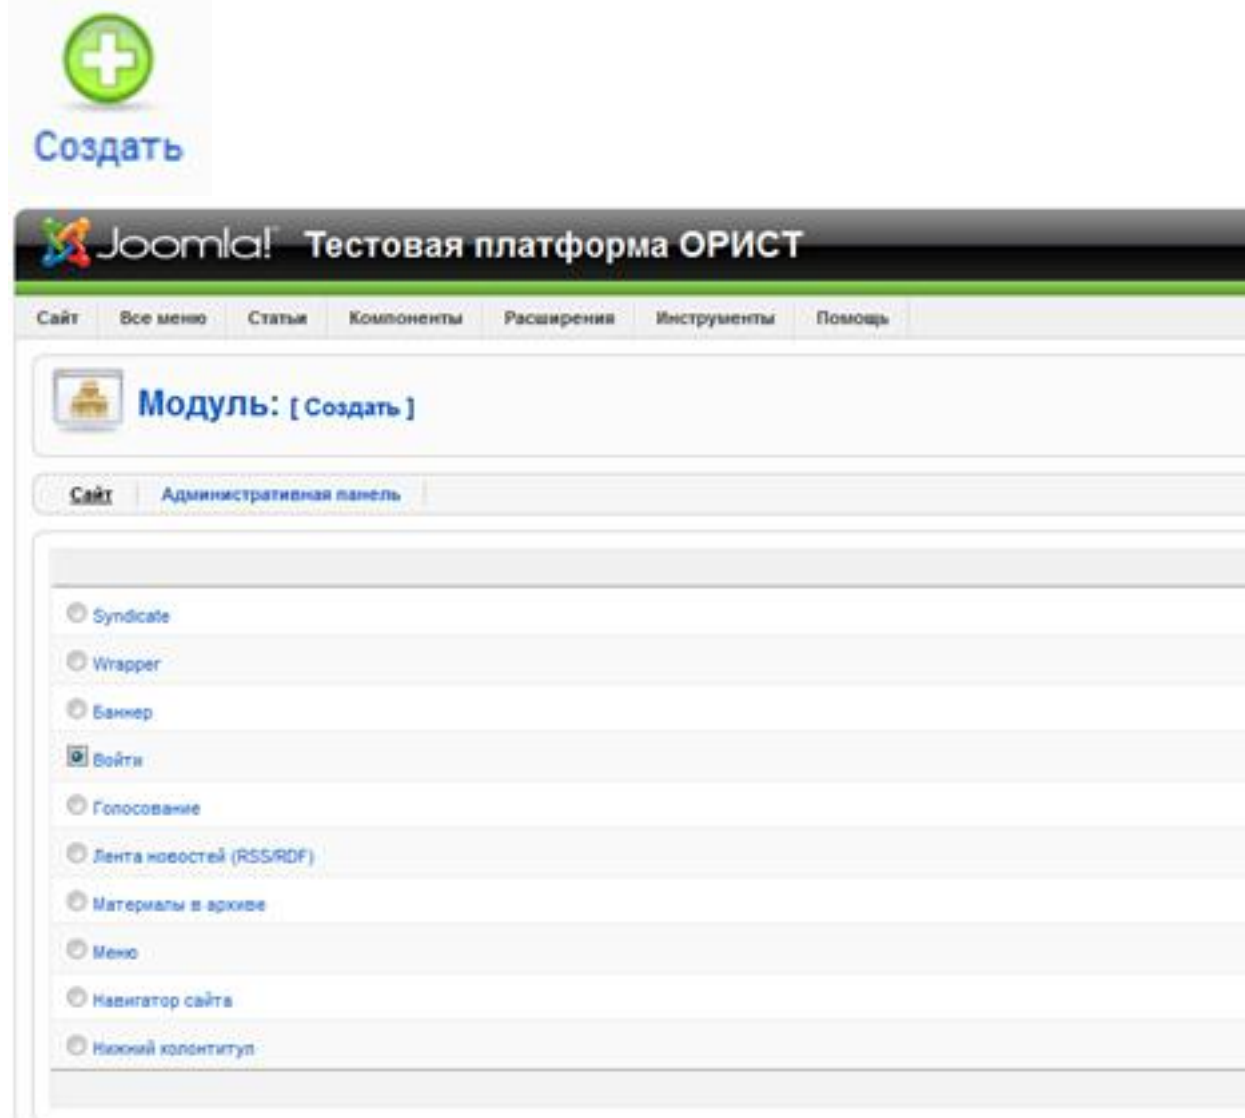 Создать
Joomla! Тестовая платформа ОРИСТ
Сайт Все меню Статьи Компоненты Расширения Инструменты Помощь
Модуль: [ Создать ]
Сайт Административная панель
Syndicate
Wrapper
Баннер
Войти
Голосование
Лента новостей (RSS/RDF)
Материалы в архиве
Меню
Навигатор сайта
Нижний колонтитул